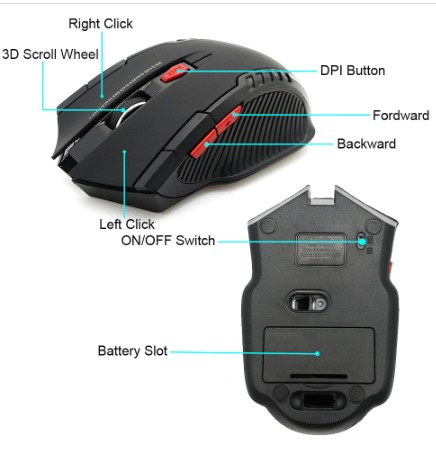 Right Click
3D Scroll Wheel
DPI Button
Fordward
Backward
Left Click
ON/OFF Switch
Battery Slot